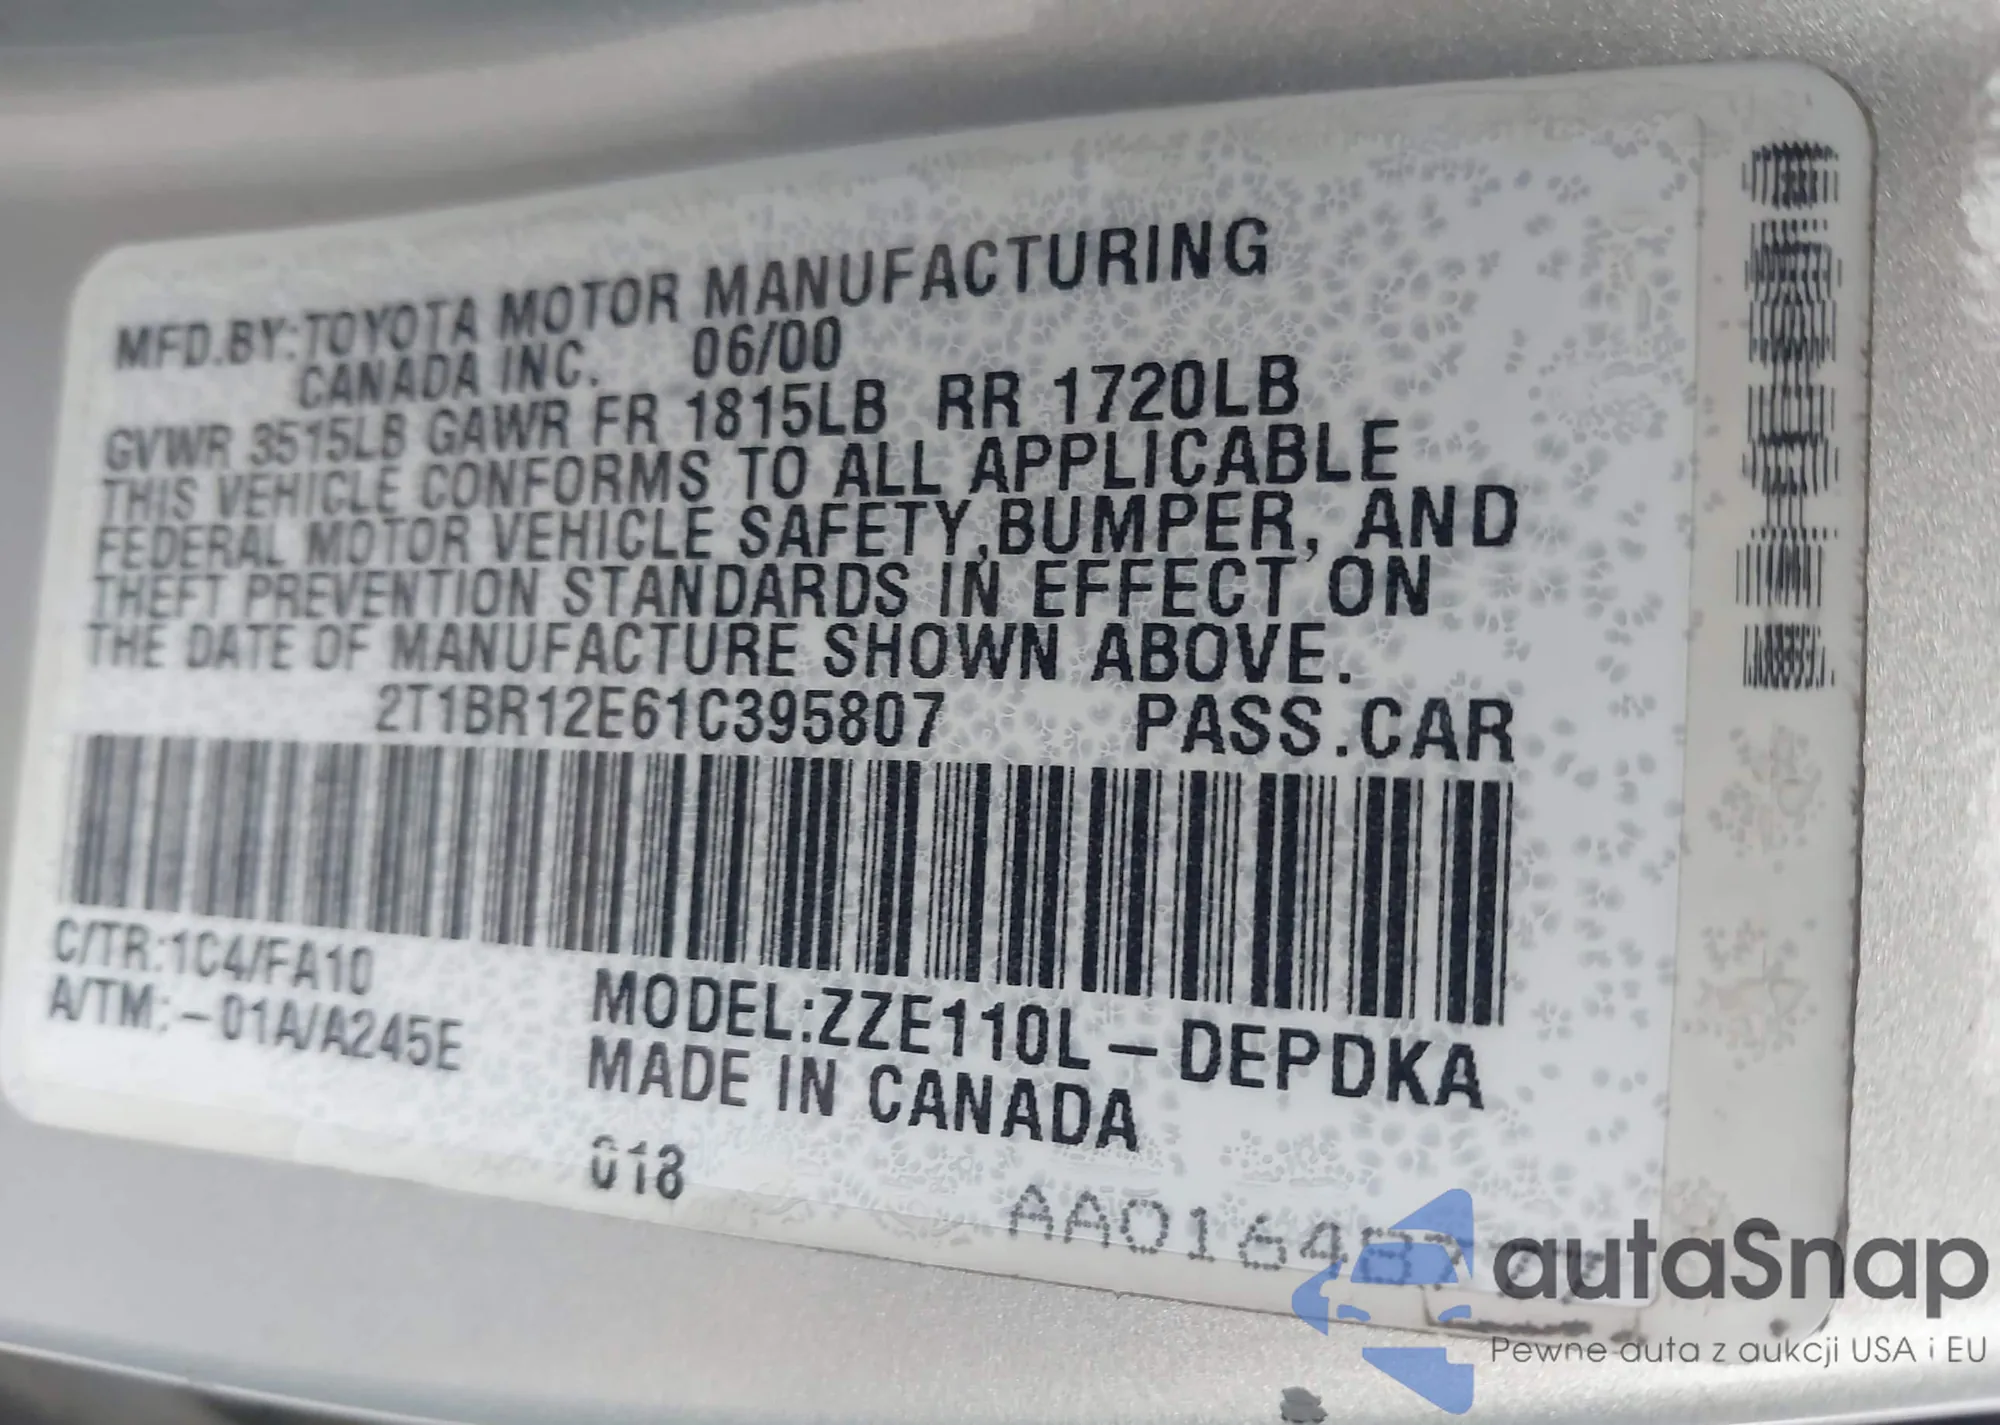 MFD.BY:TOYOTA MOTOR MANUFACTURING
CANADA INC. 06/00
GVWR 3515LB GAWR FR 1815LB RR 1720LB
THIS VEHICLE CONFORMS TO ALL APPLICABLE
FEDERAL MOTOR VEHICLE SAFETY,BUMPER, AND
THEFT PREVENTION STANDARDS IN EFFECT ON
THE DATE OF MANUFACTURE SHOWN ABOVE.
2T1BR12E61C395807 PASS.CAR
C/TR:1C4/FA10
A/TM:-01A/A245E
MODEL:ZZE110L-DEPDKA
MADE IN CANADA
018
autaSnap
Pewne auta z aukcji USA i EU